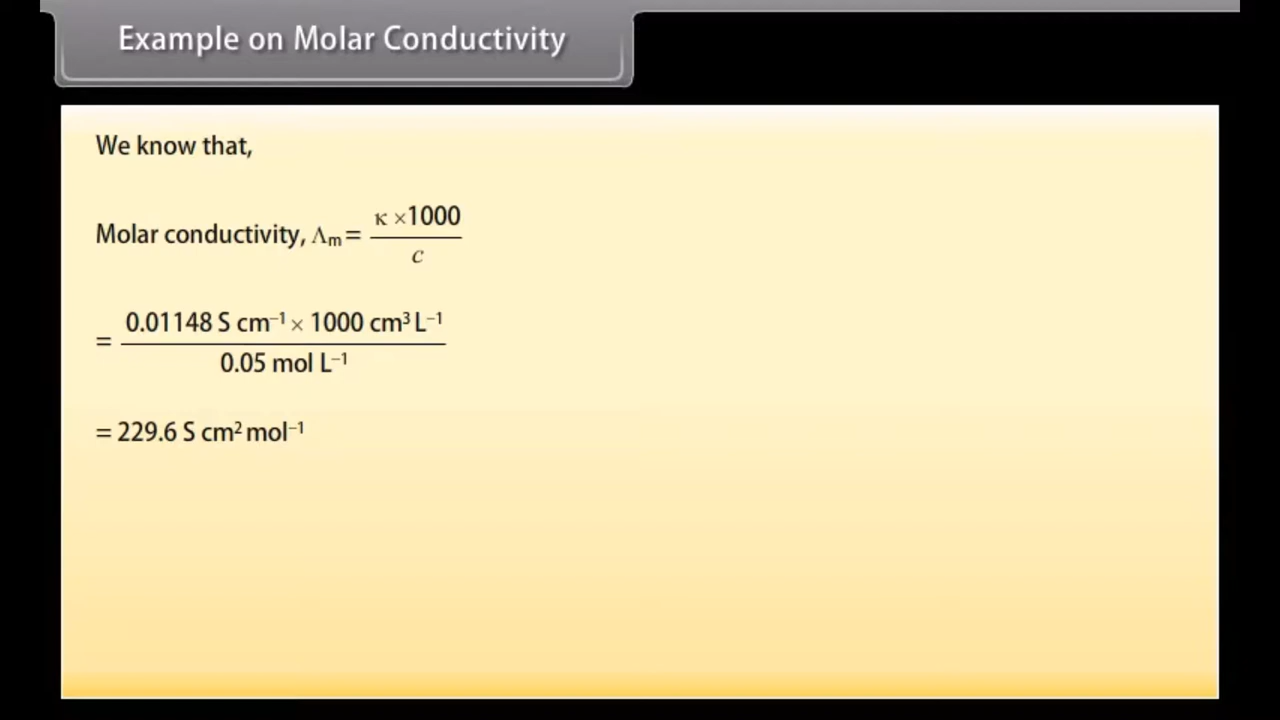 Example on Molar Conductivity
We know that,
Molar conductivity, Λm = κ ×1000 / c
= 0.01148 S cm⁻¹ × 1000 cm³ L⁻¹ / 0.05 mol L⁻¹
= 229.6 S cm² mol⁻¹